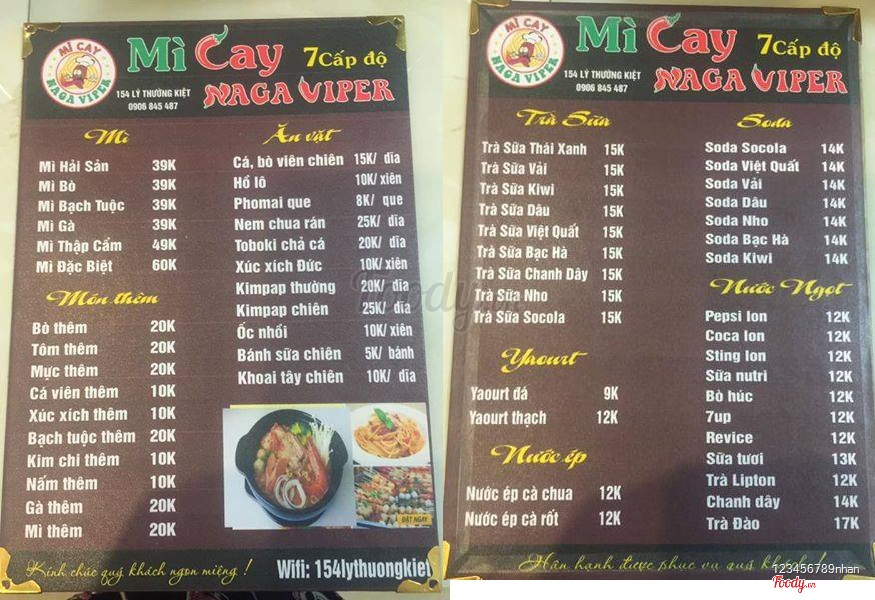 MÌ CAY
NAGA VIPER
Mì Cay 7 Cấp độ
154 LÝ THƯỜNG KIỆT
0906 845 487
NAGA VIPER
Mì
Mì Hải Sản 39K
Mì Bò 39K
Mì Bạch Tuộc 39K
Mì Gà 39K
Mì Thập Cẩm 49K
Mì Đặc Biệt 60K
Món thêm
Bò thêm 20K
Tôm thêm 20K
Mực thêm 20K
Cá viên thêm 10K
Xúc xích thêm 10K
Bạch tuộc thêm 20K
Kim chi thêm 10K
Nấm thêm 10K
Gà thêm 20K
Mì thêm 20K
Ăn vặt
Cá, bò viên chiên 15K/ dĩa
Hồ lô 10K/ xiên
Phomai que 8K/ que
Nem chua rán 25K/ dĩa
Toboki chả cá 20K/ dĩa
Xúc xích Đức 10K/ xiên
Kimpap thường 20K/ dĩa
Kimpap chiên 25K/ dĩa
Ốc nhồi 10K/ xiên
Bánh sữa chiên 5K/ bánh
Khoai tây chiên 10K/ dĩa
ĐẶT NGAY
Kính chúc quý khách ngon miệng !
Wifi: 154lythuongkiet
MÌ CAY
NAGA VIPER
Mì Cay 7 Cấp độ
154 LÝ THƯỜNG KIỆT
0906 845 487
NAGA VIPER
Trà Sữa
Trà Sữa Thái Xanh 15K
Trà Sữa Vải 15K
Trà Sữa Kiwi 15K
Trà Sữa Dâu 15K
Trà Sữa Việt Quất 15K
Trà Sữa Bạc Hà 15K
Trà Sữa Chanh Dây 15K
Trà Sữa Nho 15K
Trà Sữa Socola 15K
Yaourt
Yaourt đá 9K
Yaourt thạch 12K
Nước ép
Nước ép cà chua 12K
Nước ép cà rốt 12K
Soda
Soda Socola 14K
Soda Việt Quất 14K
Soda Vải 14K
Soda Dâu 14K
Soda Nho 14K
Soda Bạc Hà 14K
Soda Kiwi 14K
Nước Ngọt
Pepsi lon 12K
Coca lon 12K
Sting lon 12K
Sữa nutri 12K
Bò húc 12K
7up 12K
Revice 12K
Sữa tươi 13K
Trà Lipton 12K
Chanh dây 14K
Trà Đào 17K
Hân hạnh được phục vụ quý khách !
Foody.vn
123456789nhan
Foody.vn